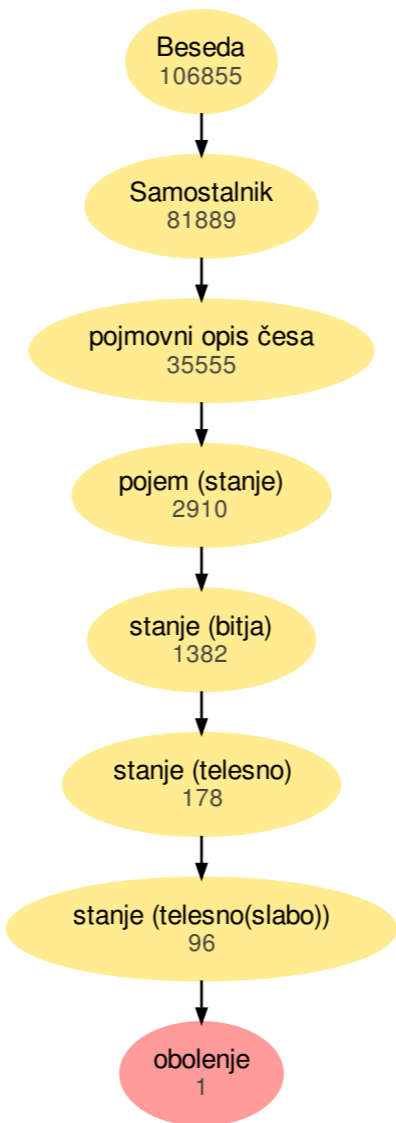 Beseda
106855
Samostalnik
81889
pojmovni opis česa
35555
pojem (stanje)
2910
stanje (bitja)
1382
stanje (telesno)
178
stanje (telesno(slabo))
96
obolenje
1